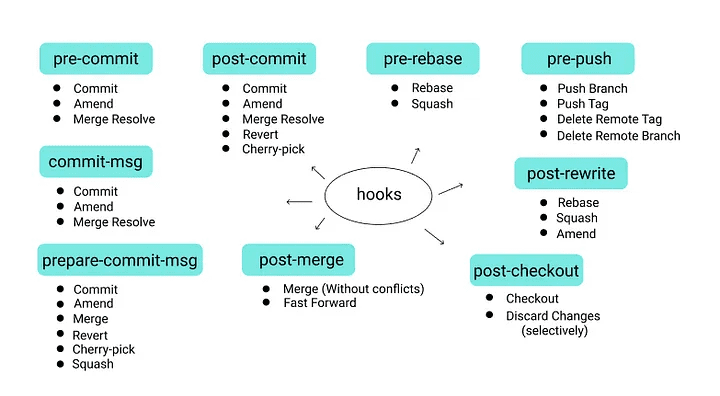 pre-commit
Commit
Amend
Merge Resolve
post-commit
Commit
Amend
Merge Resolve
Revert
Cherry-pick
pre-rebase
Rebase
Squash
pre-push
Push Branch
Push Tag
Delete Remote Tag
Delete Remote Branch
commit-msg
Commit
Amend
Merge Resolve
hooks
post-rewrite
Rebase
Squash
Amend
prepare-commit-msg
Commit
Amend
Merge
Revert
Cherry-pick
Squash
post-merge
Merge (Without conflicts)
Fast Forward
post-checkout
Checkout
Discard Changes
(selectively)